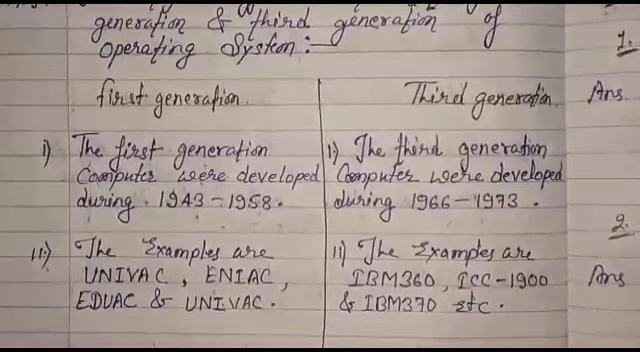 generation & third generation of
Operating System :-
first generation.
Third generation
i) The first generation
Computer were developed
during 1943-1958.
i) The third generation
Computer were developed
during 1966-1973.
ii) The Examples are
UNIVAC, ENIAC,
EDVAC & UNIVAC.
ii) The Examples are
IBM360, ICC-1900
& IBM370 etc.
1.
Ans
2.
Ans